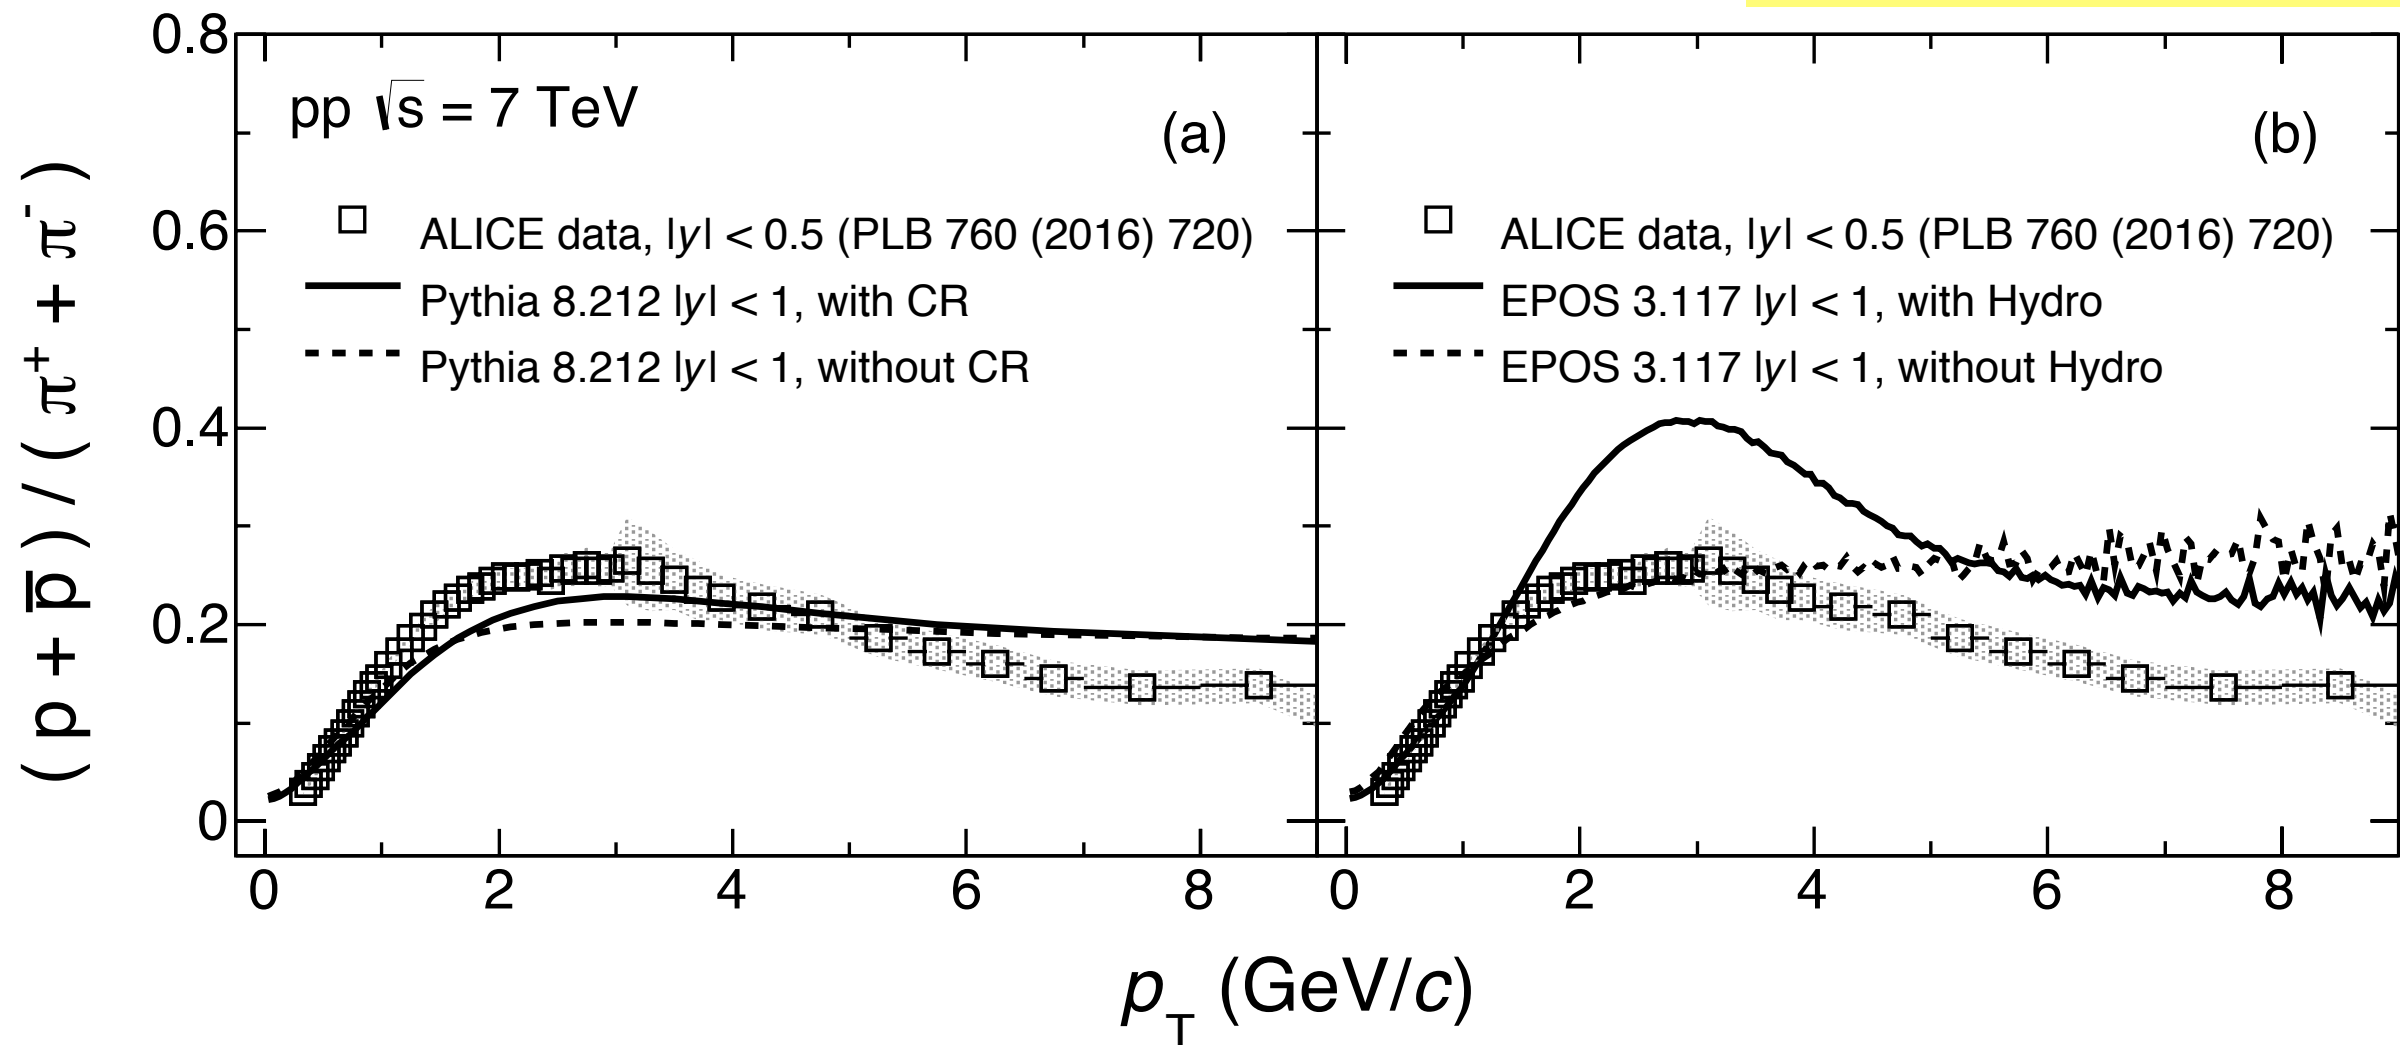 0.8
0.6
0.4
0.2
0
( p + p̅ ) / ( π⁺ + π⁻ )
pp √s = 7 TeV
(a)
ALICE data, |y| < 0.5 (PLB 760 (2016) 720)
Pythia 8.212 |y| < 1, with CR
Pythia 8.212 |y| < 1, without CR
0 2 4 6 8
(b)
ALICE data, |y| < 0.5 (PLB 760 (2016) 720)
EPOS 3.117 |y| < 1, with Hydro
EPOS 3.117 |y| < 1, without Hydro
0 2 4 6 8
p_T (GeV/c)